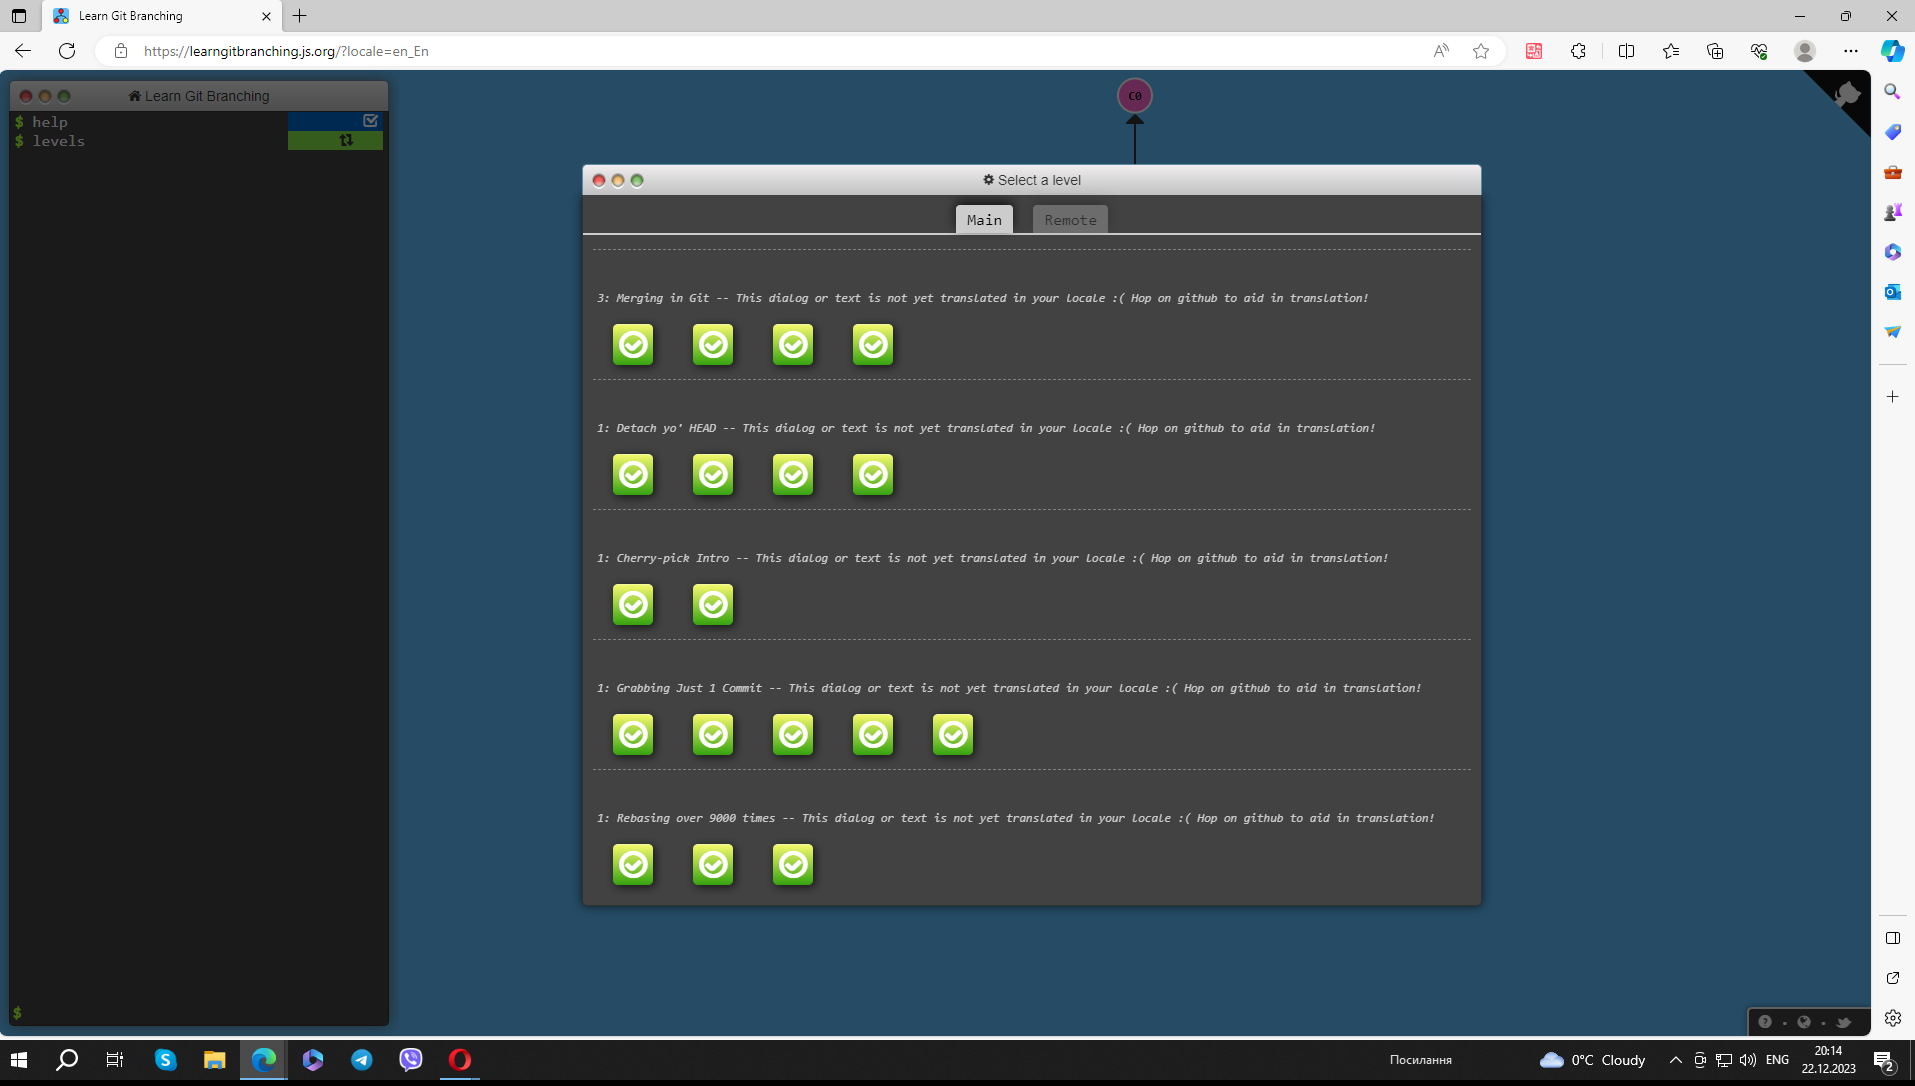 Learn Git Branching
https://learngitbranching.js.org/?locale=en_En
Learn Git Branching
$ help
$ levels
$
C0
Select a level
Main Remote
3: Merging in Git -- This dialog or text is not yet translated in your locale :( Hop on github to aid in translation!
1: Detach yo' HEAD -- This dialog or text is not yet translated in your locale :( Hop on github to aid in translation!
1: Cherry-pick Intro -- This dialog or text is not yet translated in your locale :( Hop on github to aid in translation!
1: Grabbing Just 1 Commit -- This dialog or text is not yet translated in your locale :( Hop on github to aid in translation!
1: Rebasing over 9000 times -- This dialog or text is not yet translated in your locale :( Hop on github to aid in translation!
Посилання
0°C Cloudy
ENG
20:14
22.12.2023
2